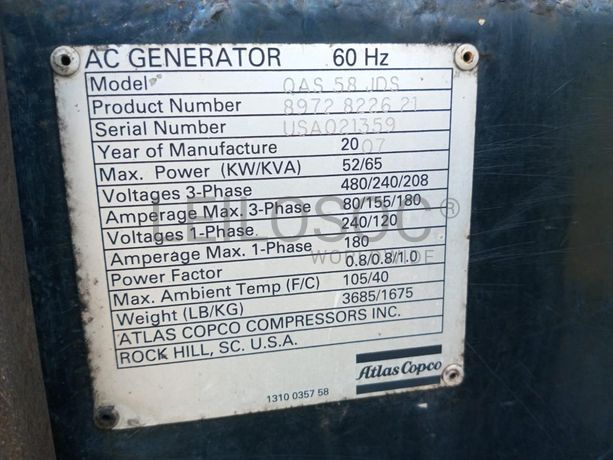 AC GENERATOR 60 Hz
Model QAS 58 JDS
Product Number 8972 8226 21
Serial Number USA021359
Year of Manufacture 2007
Max. Power (KW/KVA) 52/65
Voltages 3-Phase 480/240/208
Amperage Max. 3-Phase 80/155/180
Voltages 1-Phase 240/120
Amperage Max. 1-Phase 180
Power Factor 0.8/0.8/1.0
Max. Ambient Temp (F/C) 105/40
Weight (LB/KG) 3685/1675
ATLAS COPCO COMPRESSORS INC.
ROCK HILL, SC. U.S.A.
Atlas Copco
1310 0357 58
LEILOSOC®
WORLDWIDE